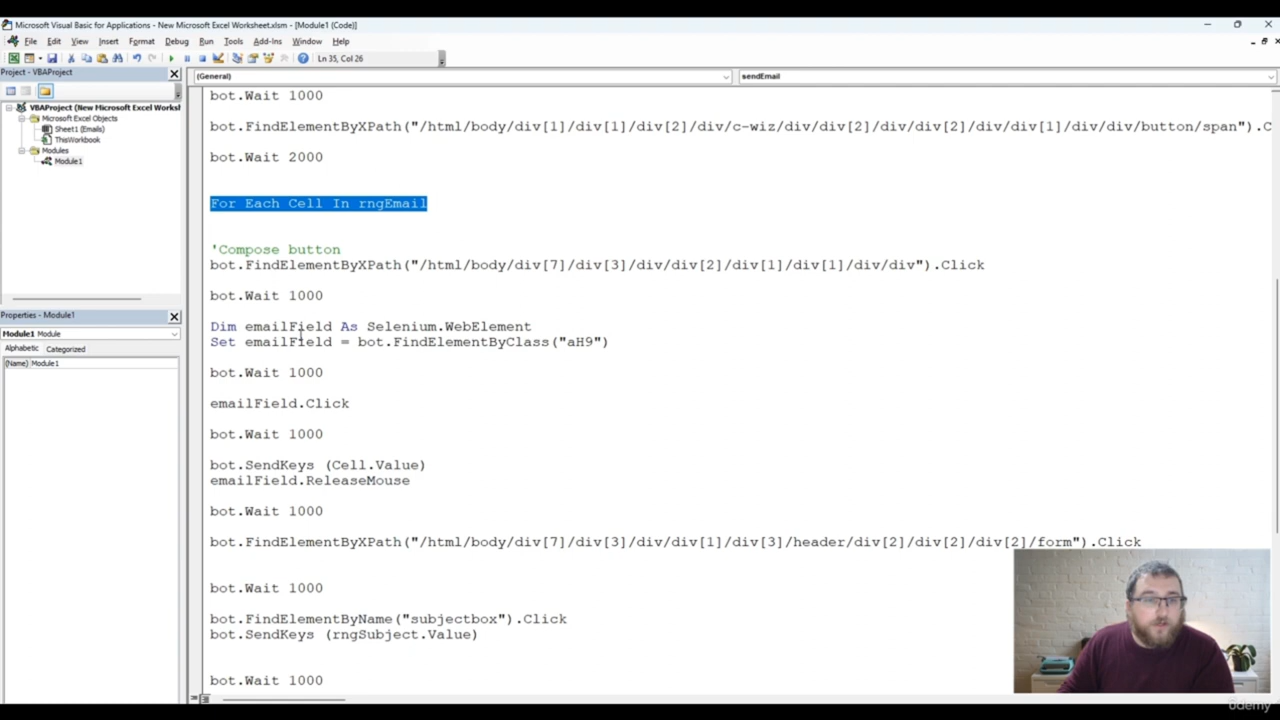 Microsoft Visual Basic for Applications - New Microsoft Excel Worksheet.xlsm - [Module1 (Code)]
File Edit View Insert Format Debug Run Tools Add-Ins Window Help
Ln 35, Col 26
Project - VBAProject
(General)
sendEmail
VBAProject (New Microsoft Excel Worksh
Microsoft Excel Objects
Sheet1 (Emails)
ThisWorkbook
Modules
Module1
Properties - Module1
Module1 Module
Alphabetic Categorized
(Name) Module1
bot.Wait 1000
bot.FindElementByXPath("/html/body/div[1]/div[1]/div[2]/div/c-wiz/div/div[2]/div/div[2]/div/div[1]/div/div/button/span").C
bot.Wait 2000
For Each Cell In rngEmail
'Compose button
bot.FindElementByXPath("/html/body/div[7]/div[3]/div/div[2]/div[1]/div[1]/div/div").Click
bot.Wait 1000
Dim emailField As Selenium.WebElement
Set emailField = bot.FindElementByClass("aH9")
bot.Wait 1000
emailField.Click
bot.Wait 1000
bot.SendKeys (Cell.Value)
emailField.ReleaseMouse
bot.Wait 1000
bot.FindElementByXPath("/html/body/div[7]/div[3]/div/div[1]/div[3]/header/div[2]/div[2]/div[2]/form").Click
bot.Wait 1000
bot.FindElementByName("subjectbox").Click
bot.SendKeys (rngSubject.Value)
bot.Wait 1000
ûdemy